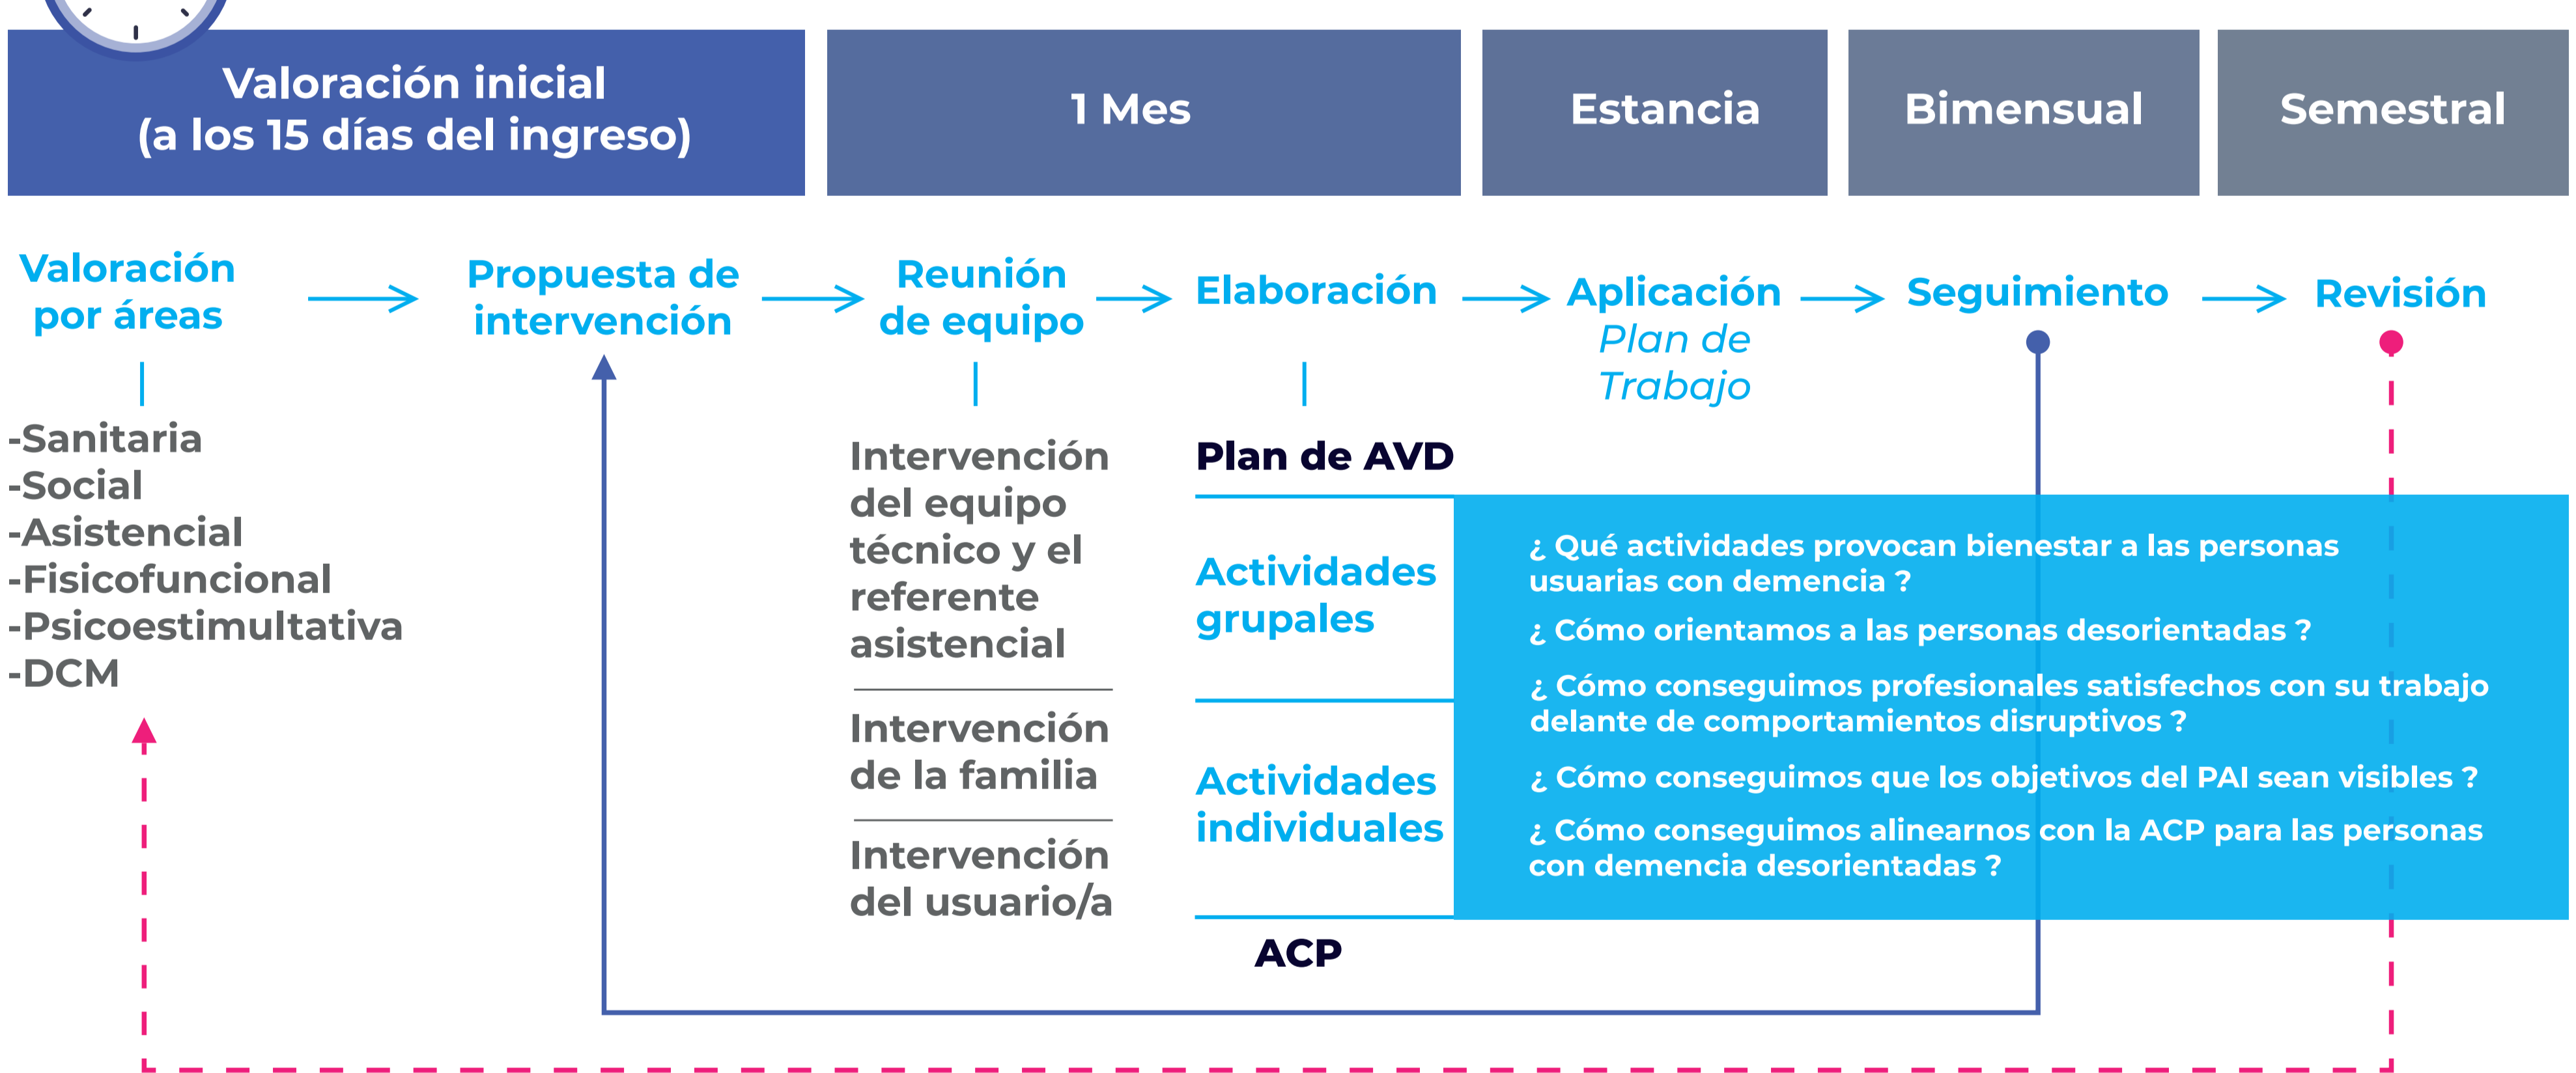 Valoración inicial
(a los 15 días del ingreso)
1 Mes
Estancia
Bimensual
Semestral
Valoración
por áreas
Propuesta de
intervención
Reunión
de equipo
Elaboración
Aplicación
Plan de
Trabajo
Seguimiento
Revisión
-Sanitaria
-Social
-Asistencial
-Fisicofuncional
-Psicoestimultativa
-DCM
Intervención
del equipo
técnico y el
referente
asistencial
Intervención
de la familia
Intervención
del usuario/a
Plan de AVD
Actividades
grupales
Actividades
individuales
ACP
¿ Qué actividades provocan bienestar a las personas
usuarias con demencia ?
¿ Cómo orientamos a las personas desorientadas ?
¿ Cómo conseguimos profesionales satisfechos con su trabajo
delante de comportamientos disruptivos ?
¿ Cómo conseguimos que los objetivos del PAI sean visibles ?
¿ Cómo conseguimos alinearnos con la ACP para las personas
con demencia desorientadas ?